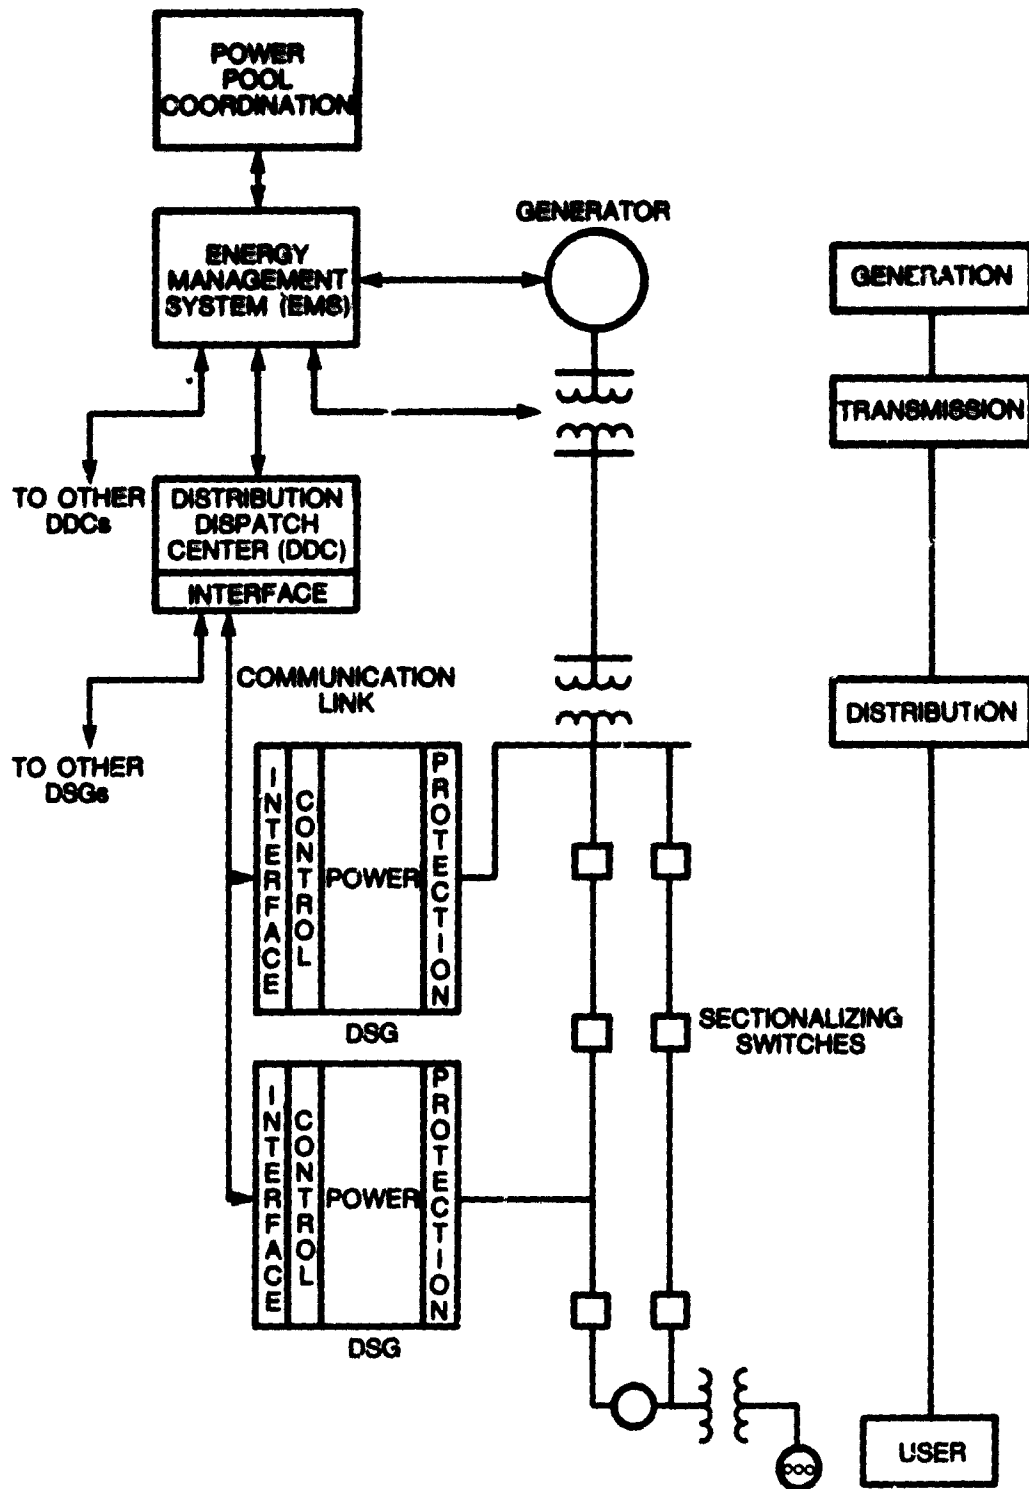 POWER
POOL
COORDINATION
GENERATOR
ENERGY
MANAGEMENT
SYSTEM (EMS)
GENERATION
TRANSMISSION
TO OTHER
DDCs
DISTRIBUTION
DISPATCH
CENTER (DDC)
INTERFACE
COMMUNICATION
LINK
DISTRIBUTION
TO OTHER
DSGs
INTERFACE
CONTROL
POWER
PROTECTION
DSG
SECTIONALIZING
SWITCHES
INTERFACE
CONTROL
POWER
PROTECTION
DSG
USER